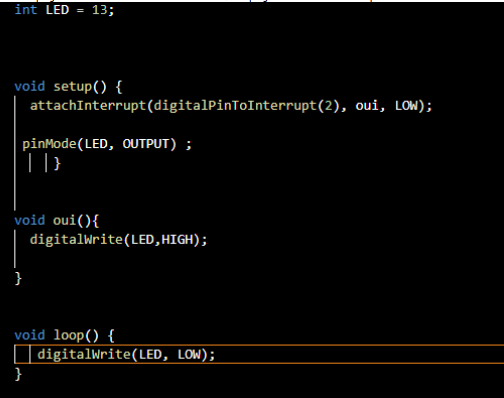 int LED = 13;
void setup() {
attachInterrupt(digitalPinToInterrupt(2), oui, LOW);
pinMode(LED, OUTPUT) ;
}
void oui(){
digitalWrite(LED,HIGH);
}
void loop() {
digitalWrite(LED, LOW);
}